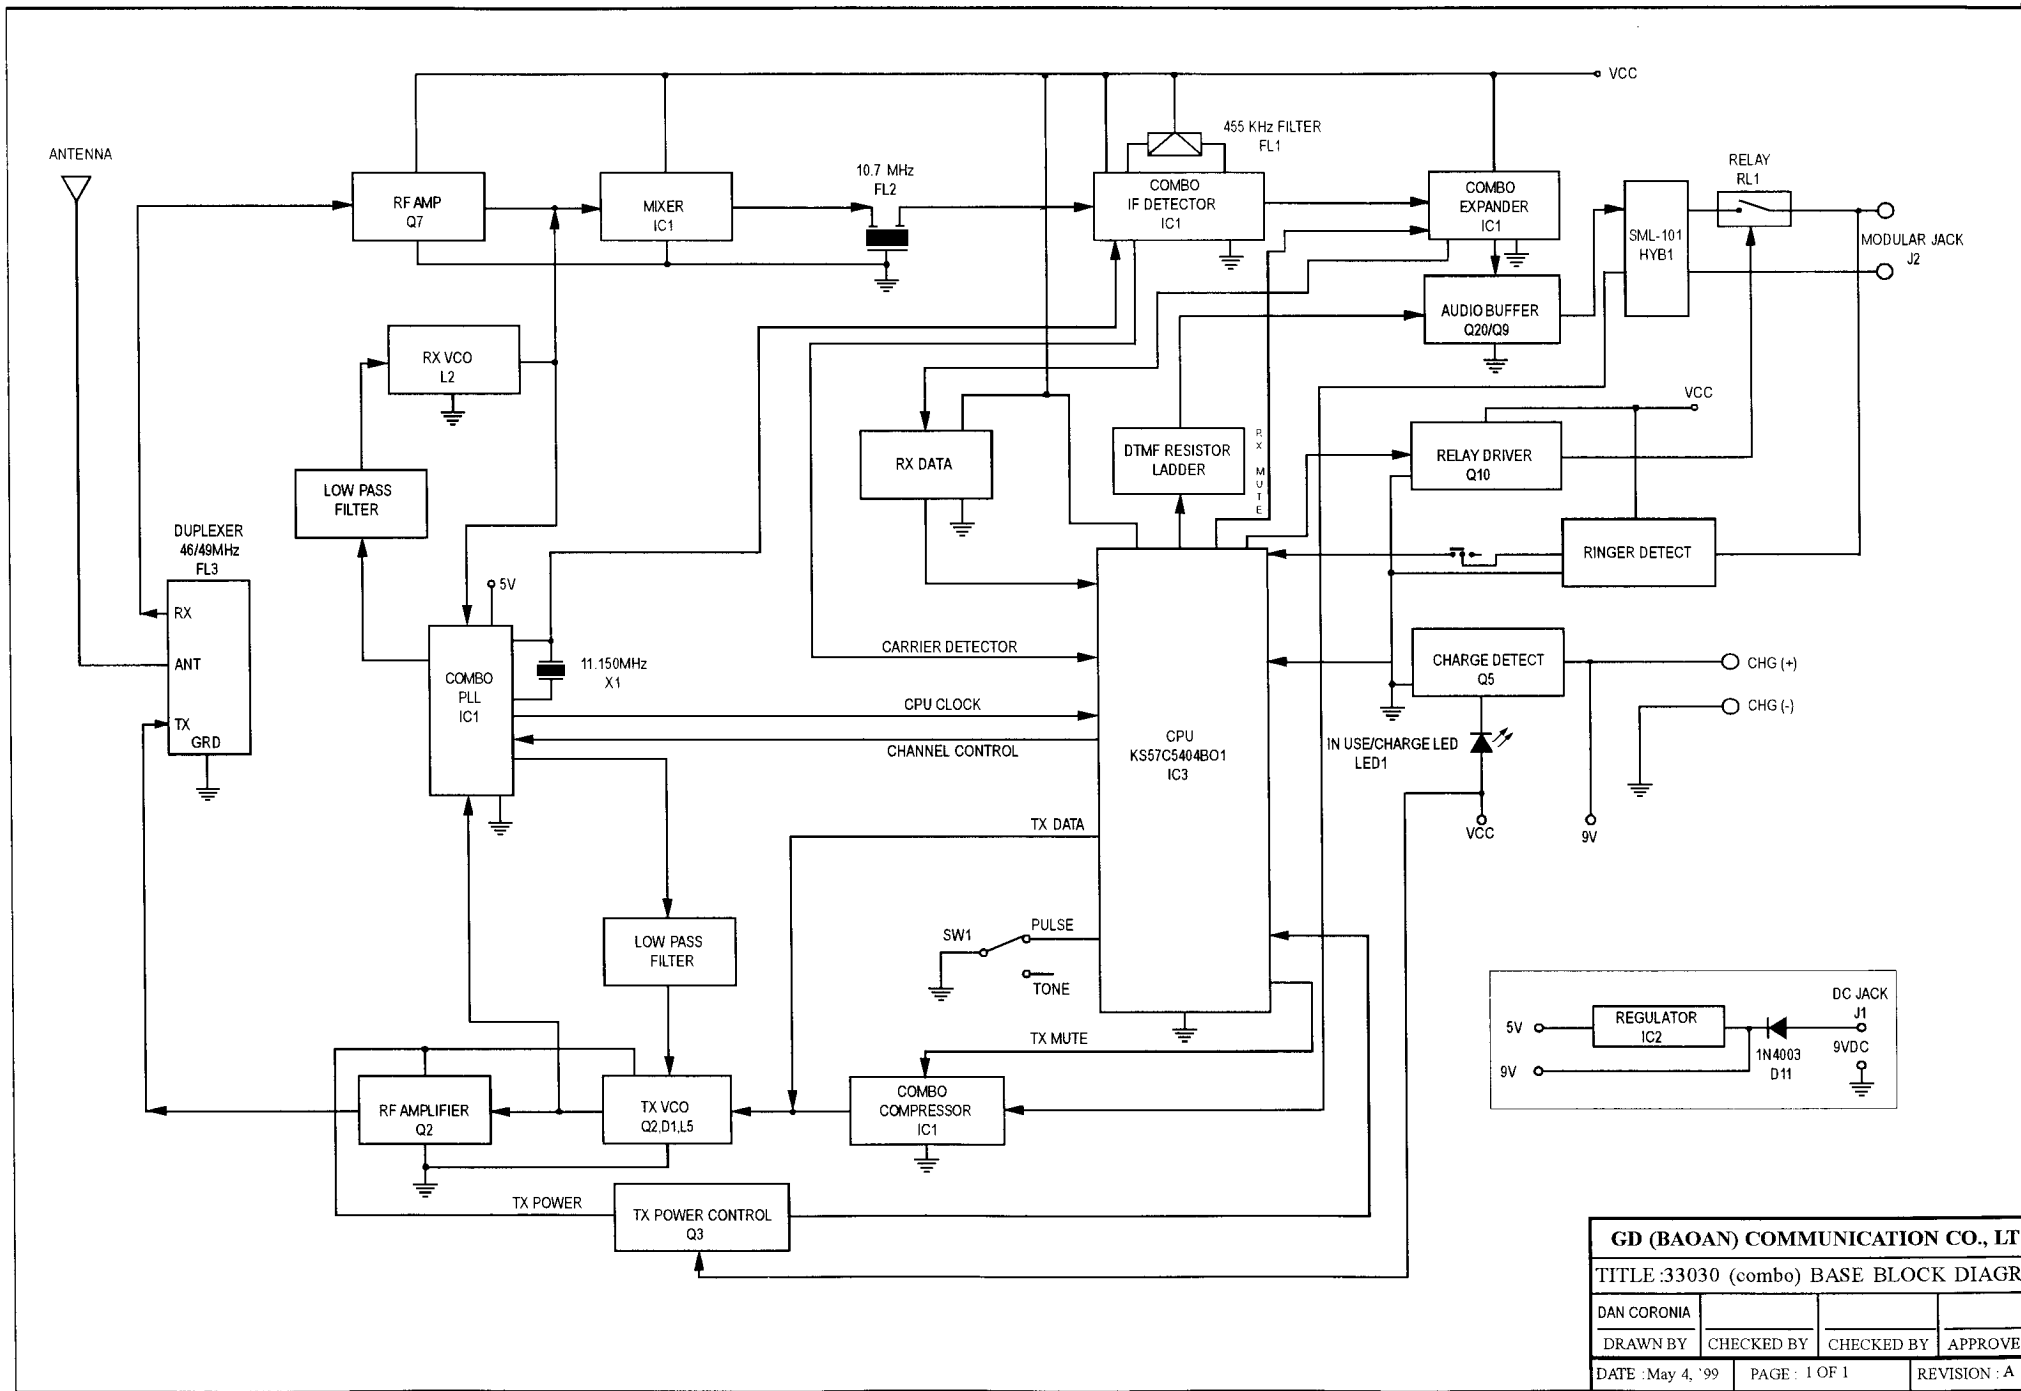 VCC
ANTENNA
RF AMP
Q7
MIXER
IC1
10.7 MHz
FL2
455 KHz FILTER
FL1
COMBO
IF DETECTOR
IC1
COMBO
EXPANDER
IC1
RELAY
RL1
SML-101
HYB1
MODULAR JACK
J2
AUDIO BUFFER
Q20/Q9
RX VCO
L2
LOW PASS
FILTER
RX DATA
DTMF RESISTOR
LADDER
RX MUTE
VCC
RELAY DRIVER
Q10
RINGER DETECT
DUPLEXER
46/49MHz
FL3
RX
ANT
TX
GRD
5V
COMBO
PLL
IC1
11.150MHz
X1
CARRIER DETECTOR
CPU CLOCK
CHANNEL CONTROL
CPU
KS57C5404BO1
IC3
CHARGE DETECT
Q5
CHG (+)
CHG (-)
IN USE/CHARGE LED
LED1
VCC
9V
TX DATA
SW1
PULSE
TONE
LOW PASS
FILTER
TX MUTE
RF AMPLIFIER
Q2
TX VCO
Q2,D1,L5
COMBO
COMPRESSOR
IC1
TX POWER
TX POWER CONTROL
Q3
5V
9V
REGULATOR
IC2
1N4003
D11
DC JACK
J1
9VDC
GD (BAOAN) COMMUNICATION CO., LT
TITLE :33030 (combo) BASE BLOCK DIAGR
DAN CORONIA
DRAWN BY CHECKED BY CHECKED BY APPROVE
DATE :May 4, `99 PAGE : 1 OF 1 REVISION : A